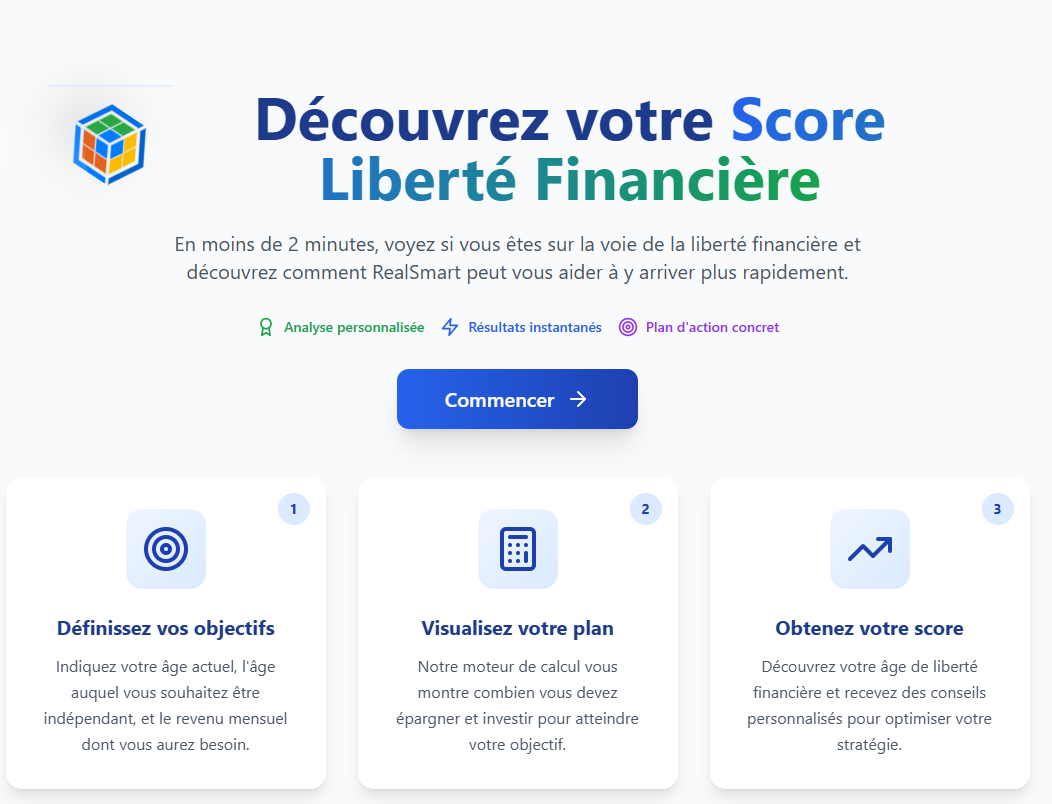 Découvrez votre Score
Liberté Financière
En moins de 2 minutes, voyez si vous êtes sur la voie de la liberté financière et
découvrez comment RealSmart peut vous aider à y arriver plus rapidement.
Analyse personnalisée
Résultats instantanés
Plan d'action concret
Commencer
1
Définissez vos objectifs
Indiquez votre âge actuel, l'âge
auquel vous souhaitez être
indépendant, et le revenu mensuel
dont vous aurez besoin.
2
Visualisez votre plan
Notre moteur de calcul vous
montre combien vous devez
épargner et investir pour atteindre
votre objectif.
3
Obtenez votre score
Découvrez votre âge de liberté
financière et recevez des conseils
personnalisés pour optimiser votre
stratégie.